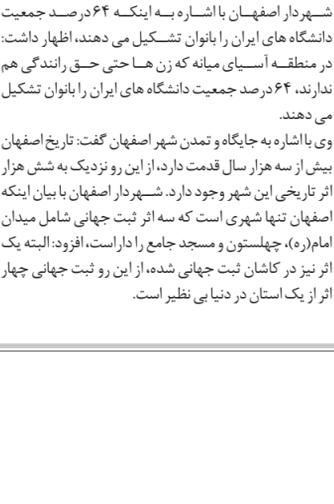 شهردار اصفهان با اشاره به اینکه ۶۴ درصد جمعیت
دانشگاه های ایران را بانوان تشکیل می دهند، اظهار داشت:
در منطقه آسیای میانه که زن ها حتی حق رانندگی هم
ندارند، ۶۴ درصد جمعیت دانشگاه های ایران را بانوان تشکیل
می دهند.
وی با اشاره به جایگاه و تمدن شهر اصفهان گفت: تاریخ اصفهان
بیش از سه هزار سال قدمت دارد، از این رو نزدیک به شش هزار
اثر تاریخی این شهر وجود دارد. شهردار اصفهان با بیان اینکه
اصفهان تنها شهری است که سه اثر ثبت جهانی شامل میدان
امام(ره)، چهلستون و مسجد جامع را داراست، افزود: البته یک
اثر نیز در کاشان ثبت جهانی شده، از این رو ثبت جهانی چهار
اثر از یک استان در دنیا بی نظیر است.